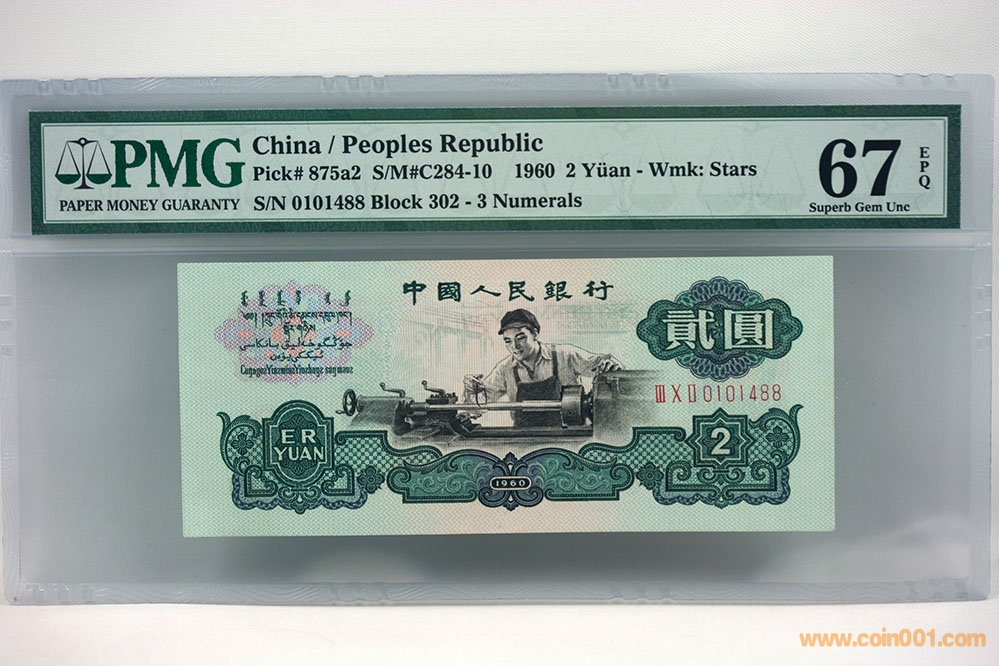 PMG
PAPER MONEY GUARANTY
China / Peoples Republic
Pick# 875a2 S/M#C284-10 1960 2 Yüan - Wmk: Stars
S/N 0101488 Block 302 - 3 Numerals
67
EPQ
Superb Gem Unc
中國人民銀行
貳圓
ⅢⅩⅡ0101488
ER
YUAN
2
1960
www.coin001.com